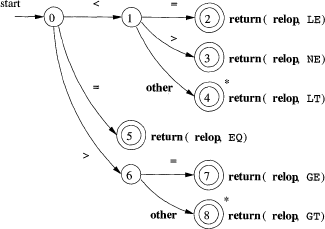 start
0 < 1 = 2 return( relop, LE)
> 3 return( relop, NE)
other 4 * return( relop, LT)
= 5 return( relop, EQ)
> 6 = 7 return( relop, GE)
other 8 * return( relop, GT)